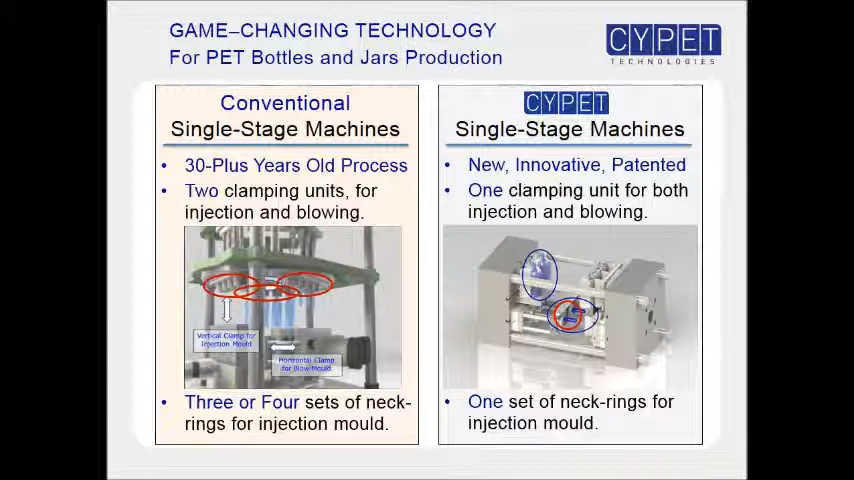 GAME–CHANGING TECHNOLOGY
For PET Bottles and Jars Production
CYPET
TECHNOLOGIES
Conventional
Single-Stage Machines
• 30-Plus Years Old Process
• Two clamping units, for
injection and blowing.
Vertical Clamp for
Injection Mould
Horizontal Clamp
for Blow Mould
• Three or Four sets of neck-
rings for injection mould.
CYPET
Single-Stage Machines
• New, Innovative, Patented
• One clamping unit for both
injection and blowing.
• One set of neck-rings for
injection mould.